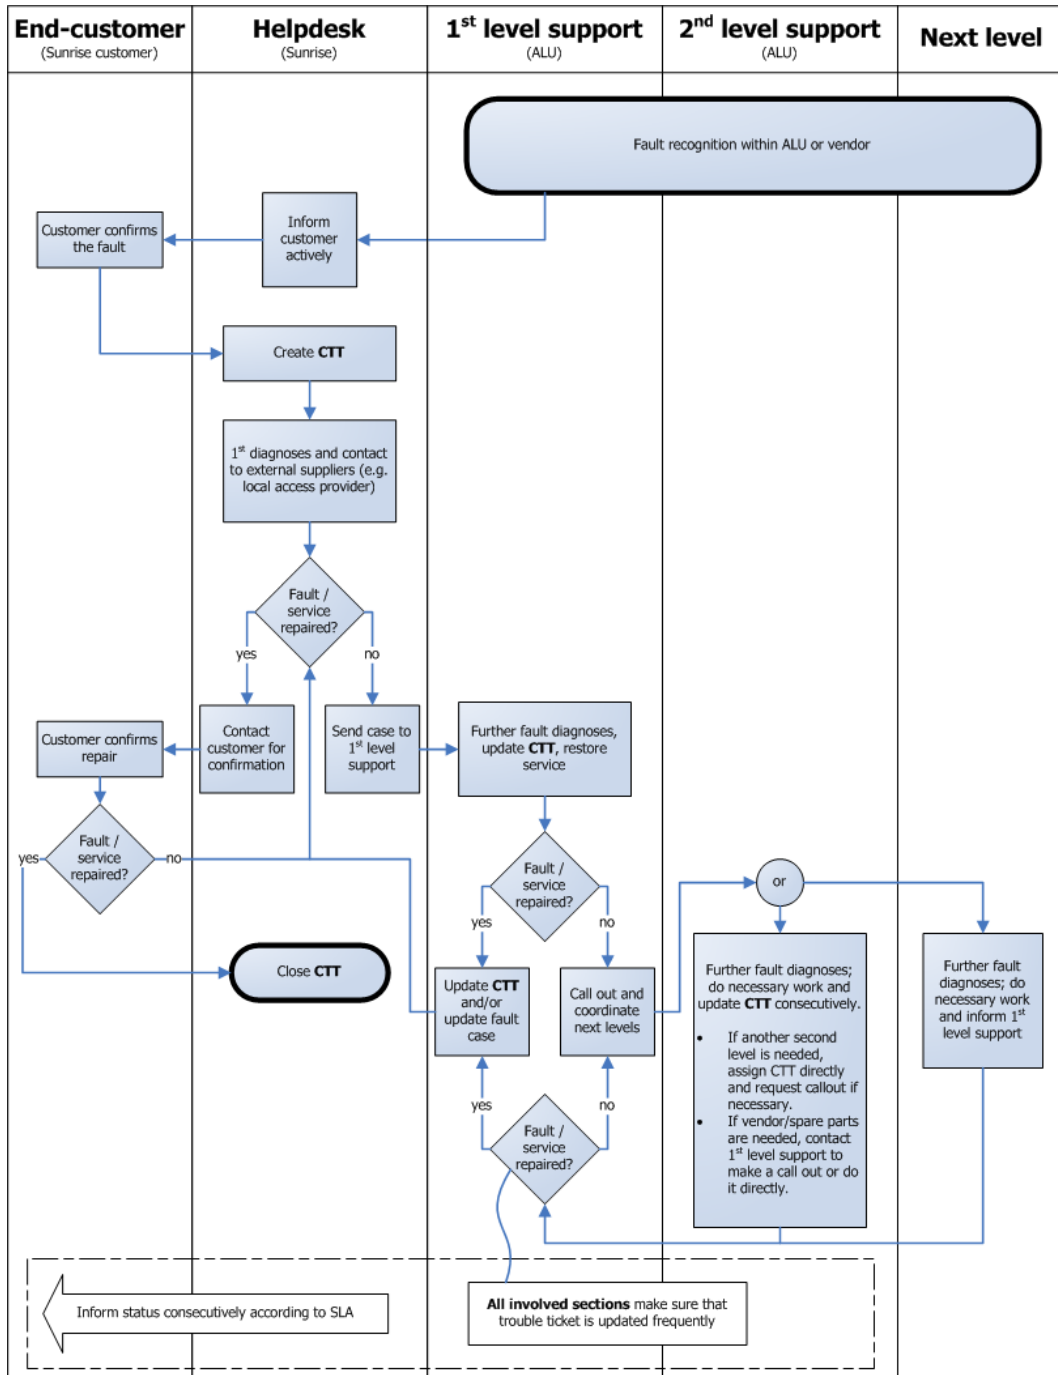 End-customer
(Sunrise customer)
Helpdesk
(Sunrise)
1st level support
(ALU)
2nd level support
(ALU)
Next level
Fault recognition within ALU or vendor
Inform
customer
actively
Customer confirms
the fault
Create CTT
1st diagnoses and contact
to external suppliers (e.g.
local access provider)
Fault /
service
repaired?
yes
no
Contact
customer for
confirmation
Send case to
1st level
support
Customer confirms
repair
Further fault diagnoses,
update CTT, restore
service
Fault /
service
repaired?
yes
no
Fault /
service
repaired?
yes
no
or
Close CTT
Update CTT
and/or
update fault
case
Call out and
coordinate
next levels
Further fault diagnoses;
do necessary work and
update CTT consecutively.
• If another second
level is needed,
assign CTT directly
and request callout if
necessary.
• If vendor/spare parts
are needed, contact
1st level support to
make a call out or do
it directly.
Further fault
diagnoses; do
necessary work
and inform 1st
level support
yes
no
Fault /
service
repaired?
Inform status consecutively according to SLA
All involved sections make sure that
trouble ticket is updated frequently